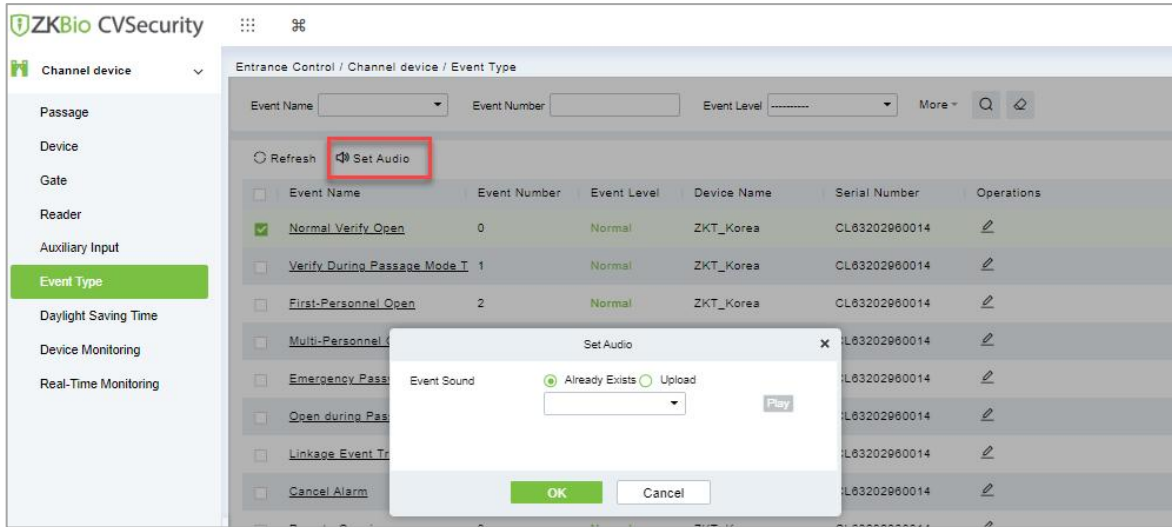 ZKBio CVSecurity
Channel device
Entrance Control / Channel device / Event Type
Passage
Device
Gate
Reader
Auxiliary Input
Event Type
Daylight Saving Time
Device Monitoring
Real-Time Monitoring
Event Name Event Number Event Level ---------- More
Refresh Set Audio
Event Name Event Number Event Level Device Name Serial Number Operations
Normal Verify Open 0 Normal ZKT_Korea CL63202960014
Verify During Passage Mode T 1 Normal ZKT_Korea CL63202960014
First-Personnel Open 2 Normal ZKT_Korea CL63202960014
Multi-Personnel L63202960014
Emergency Pass L63202960014
Open during Pas L63202960014
Linkage Event Tr L63202960014
Cancel Alarm L63202960014
Set Audio
Event Sound Already Exists Upload
Play
OK Cancel